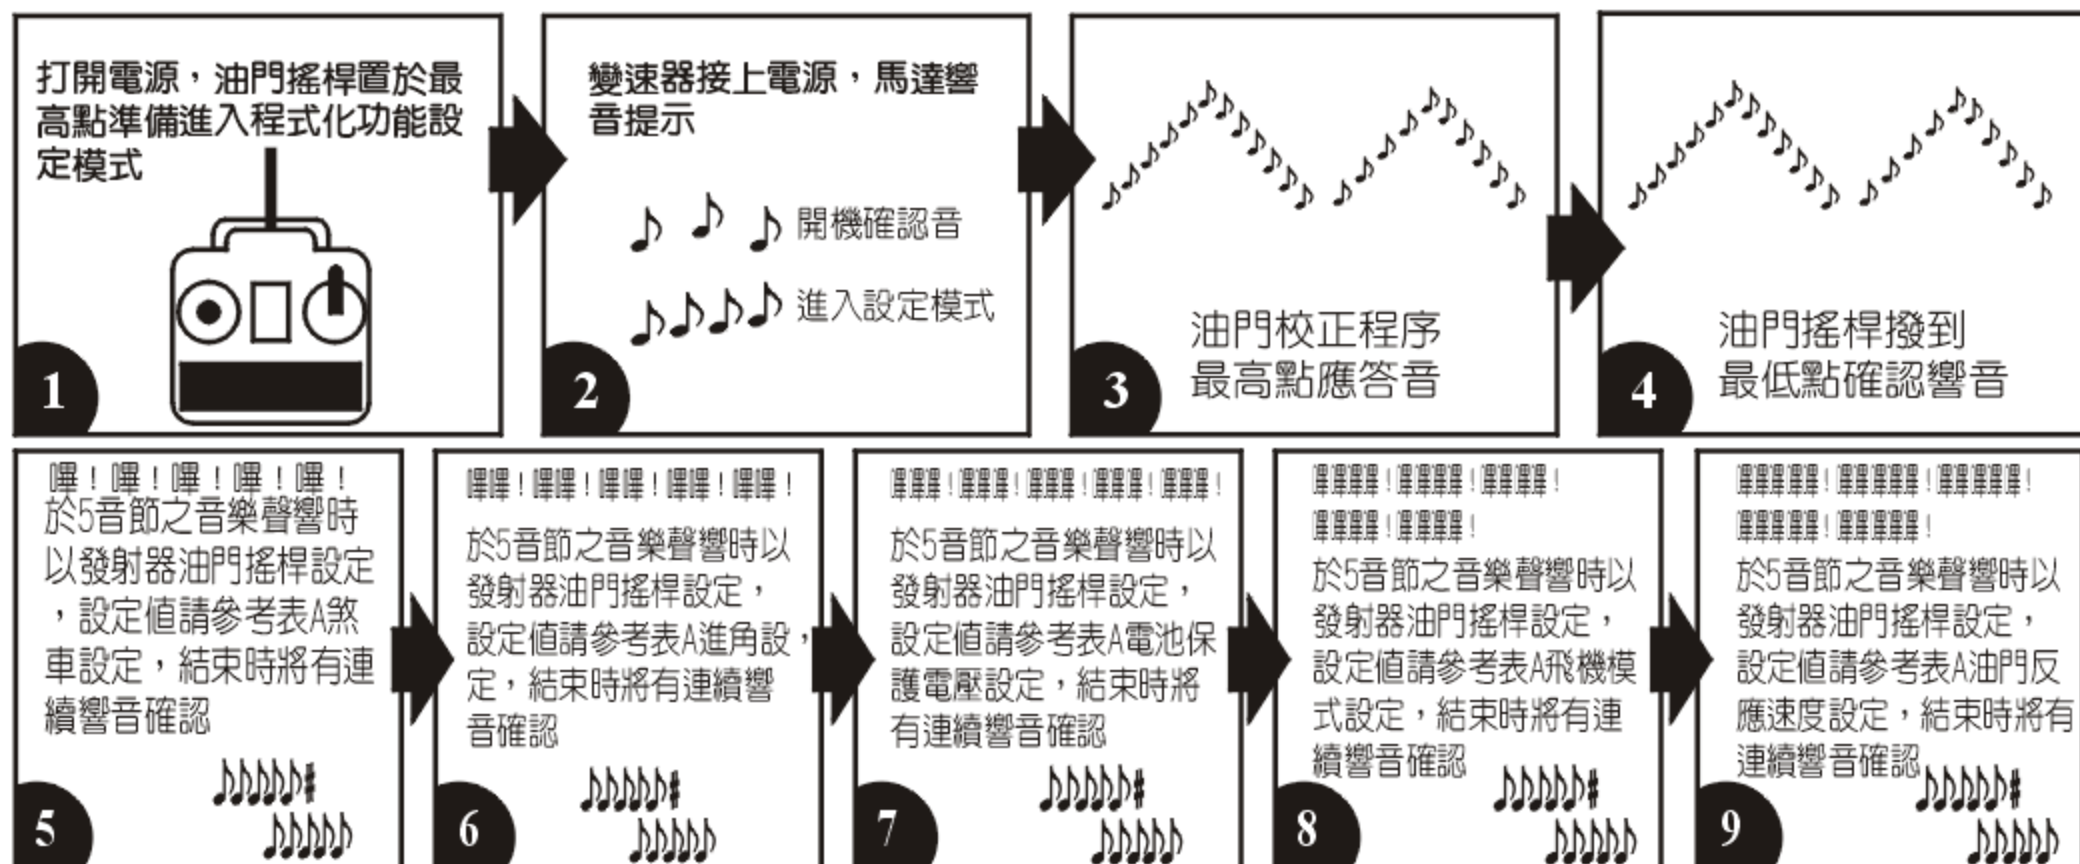 打開電源，油門搖桿置於最
高點準備進入程式化功能設
定模式
1
變速器接上電源，馬達響
音提示
開機確認音
進入設定模式
2
油門校正程序
最高點應答音
3
油門搖桿撥到
最低點確認響音
4
嗶！嗶！嗶！嗶！嗶！
於5音節之音樂聲響時
以發射器油門搖桿設定
，設定值請參考表A煞
車設定，結束時將有連
續響音確認
5
嗶嗶！嗶嗶！嗶嗶！嗶嗶！嗶嗶！
於5音節之音樂聲響時以
發射器油門搖桿設定，
設定值請參考表A進角設，
定，結束時將有連續響
音確認
6
嗶嗶嗶！嗶嗶嗶！嗶嗶嗶！嗶嗶嗶！嗶嗶嗶！
於5音節之音樂聲響時以
發射器油門搖桿設定，
設定值請參考表A電池保
護電壓設定，結束時將
有連續響音確認
7
嗶嗶嗶嗶！嗶嗶嗶嗶！嗶嗶嗶嗶！
嗶嗶嗶嗶！嗶嗶嗶嗶！
於5音節之音樂聲響時以
發射器油門搖桿設定，
設定值請參考表A飛機模
式設定，結束時將有連
續響音確認
8
嗶嗶嗶嗶嗶！嗶嗶嗶嗶嗶！嗶嗶嗶嗶嗶！
嗶嗶嗶嗶嗶！嗶嗶嗶嗶嗶！
於5音節之音樂聲響時以
發射器油門搖桿設定，
設定值請參考表A油門反
應速度設定，結束時將有
連續響音確認
9